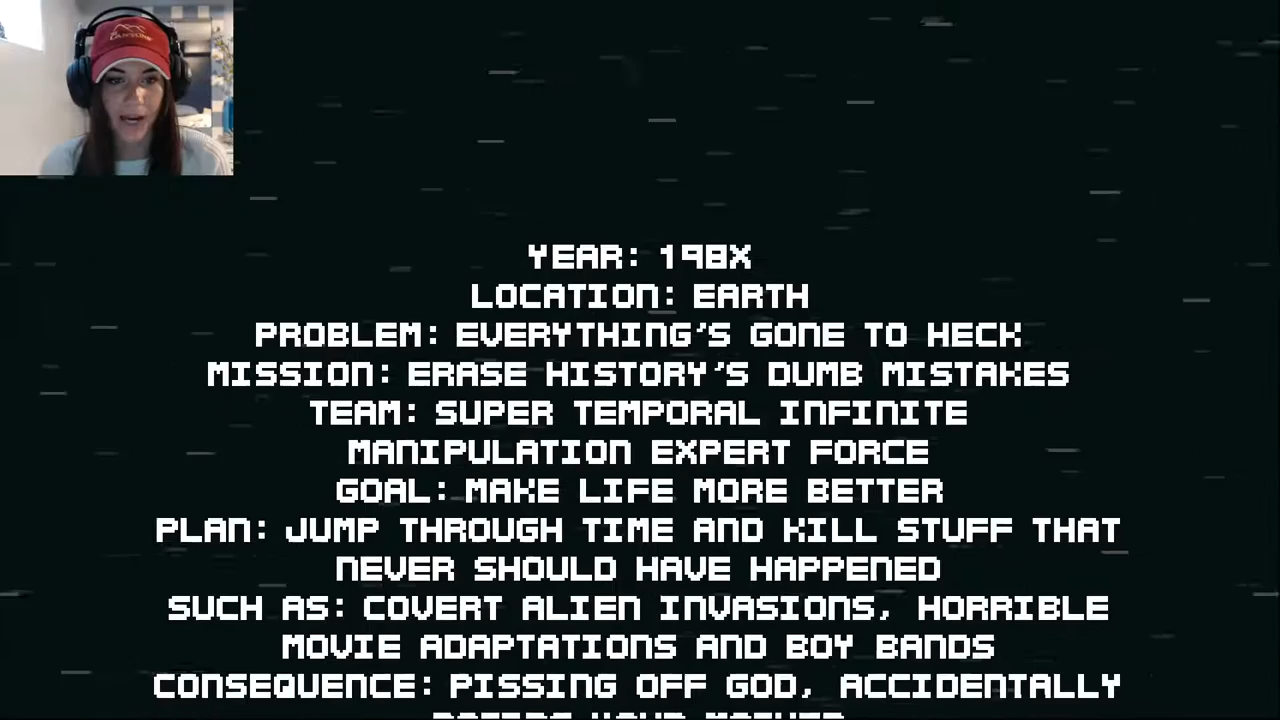 YEAR: 198X
LOCATION: EARTH
PROBLEM: EVERYTHING'S GONE TO HECK
MISSION: ERASE HISTORY'S DUMB MISTAKES
TEAM: SUPER TEMPORAL INFINITE
MANIPULATION EXPERT FORCE
GOAL: MAKE LIFE MORE BETTER
PLAN: JUMP THROUGH TIME AND KILL STUFF THAT
NEVER SHOULD HAVE HAPPENED
SUCH AS: COVERT ALIEN INVASIONS, HORRIBLE
MOVIE ADAPTATIONS AND BOY BANDS
CONSEQUENCE: PISSING OFF GOD, ACCIDENTALLY